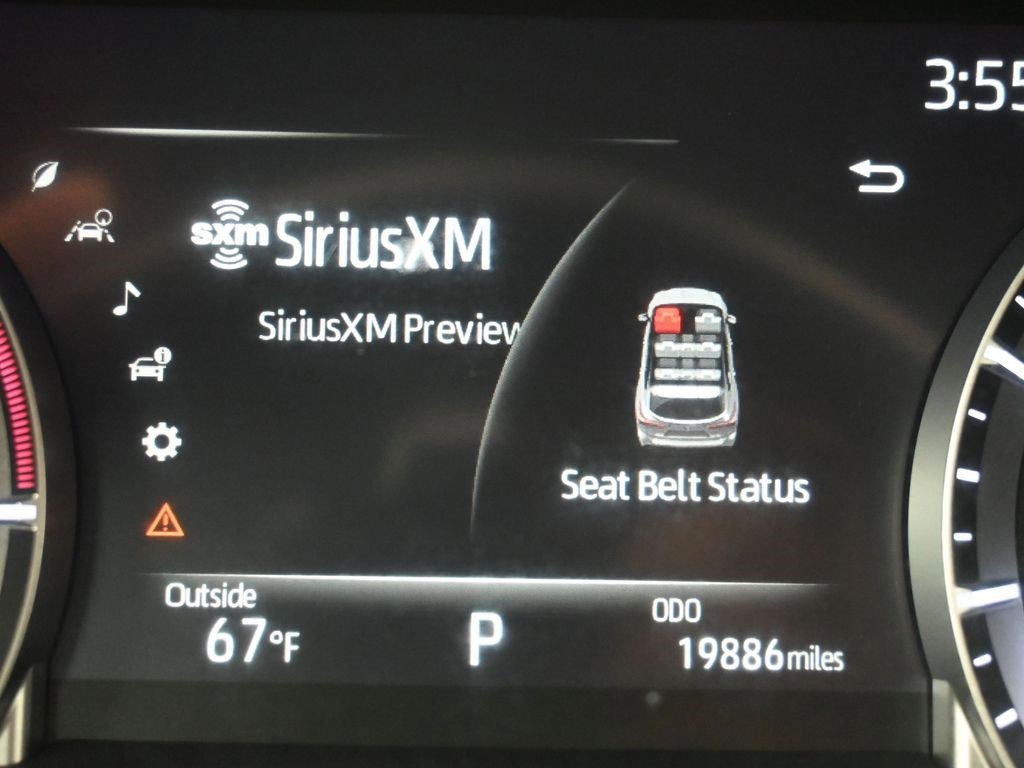 3:55
sxm SiriusXM
SiriusXM Preview
Seat Belt Status
Outside
67°F
P
ODO
19886 miles